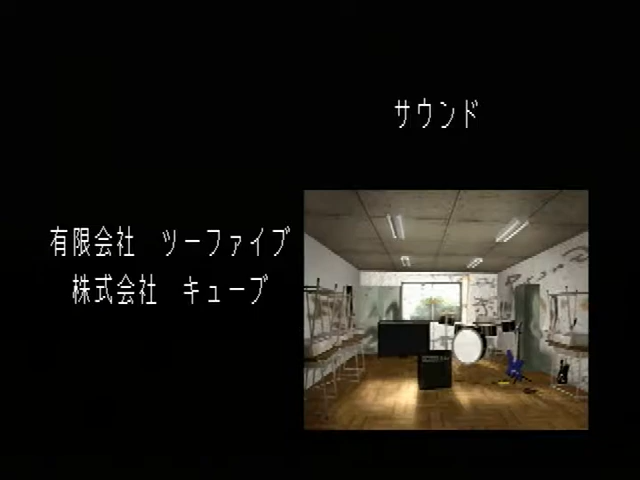 サウンド
有限会社　ツーファイブ
株式会社　キューブ